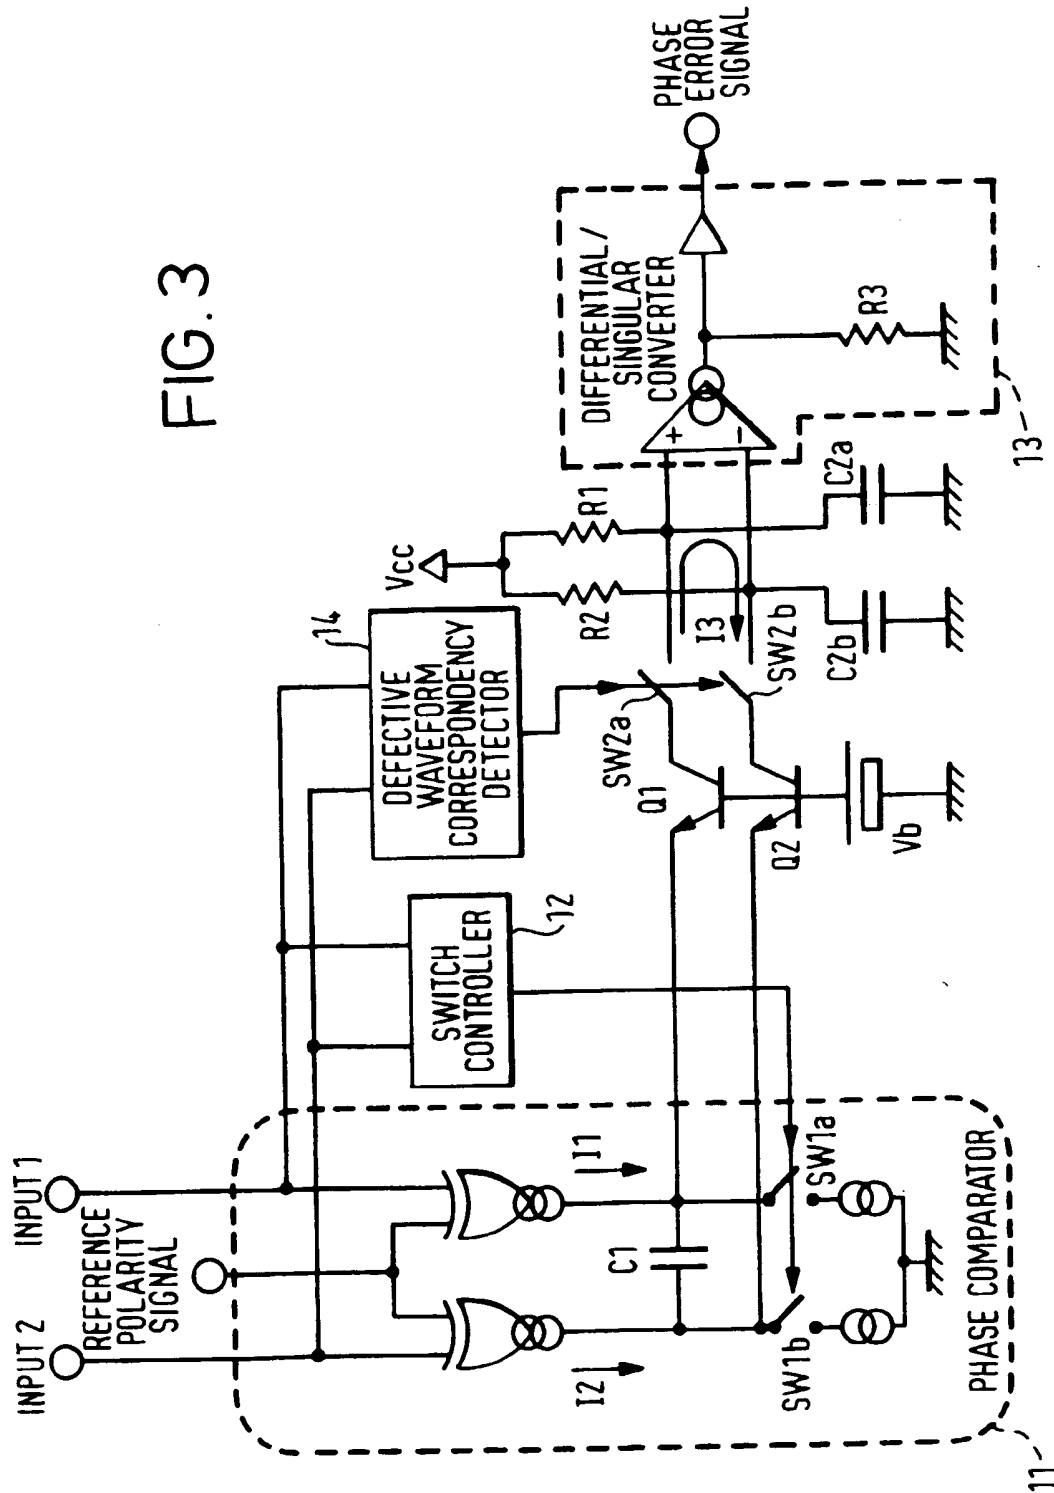 FIG. 3
INPUT 1
INPUT 2
REFERENCE
POLARITY
SIGNAL
I1
I2
C1
SW1a
SW1b
PHASE COMPARATOR
11
SWITCH
CONTROLLER
12
DEFECTIVE
WAVEFORM
CORRESPONDENCY
DETECTOR
14
Q1
Q2
Vb
SW2a
SW2b
I3
Vcc
R1
R2
C2a
C2b
DIFFERENTIAL/
SINGULAR
CONVERTER
+
−
R3
13
PHASE
ERROR
SIGNAL